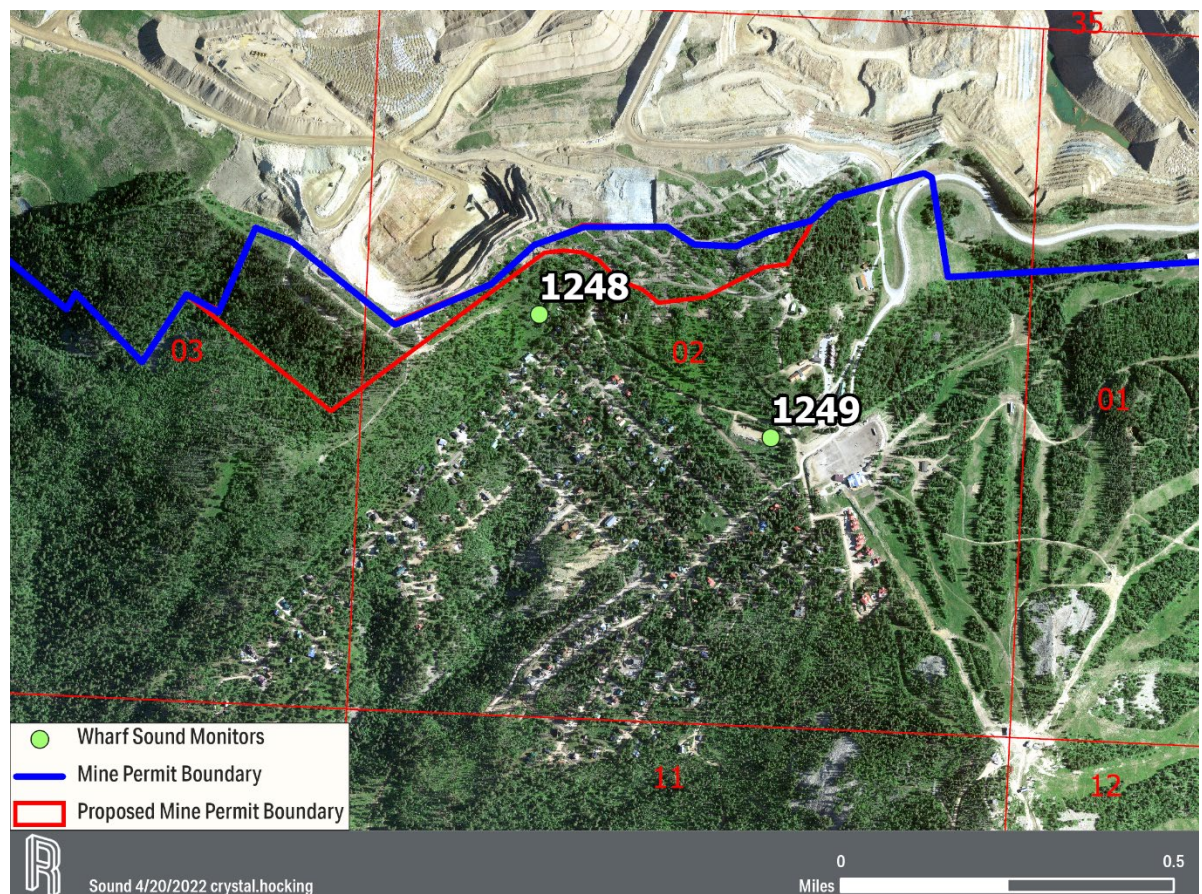 35
1248
03
02
1249
01
11
12
Wharf Sound Monitors
Mine Permit Boundary
Proposed Mine Permit Boundary
Sound 4/20/2022 crystal.hocking
0
0.5
Miles